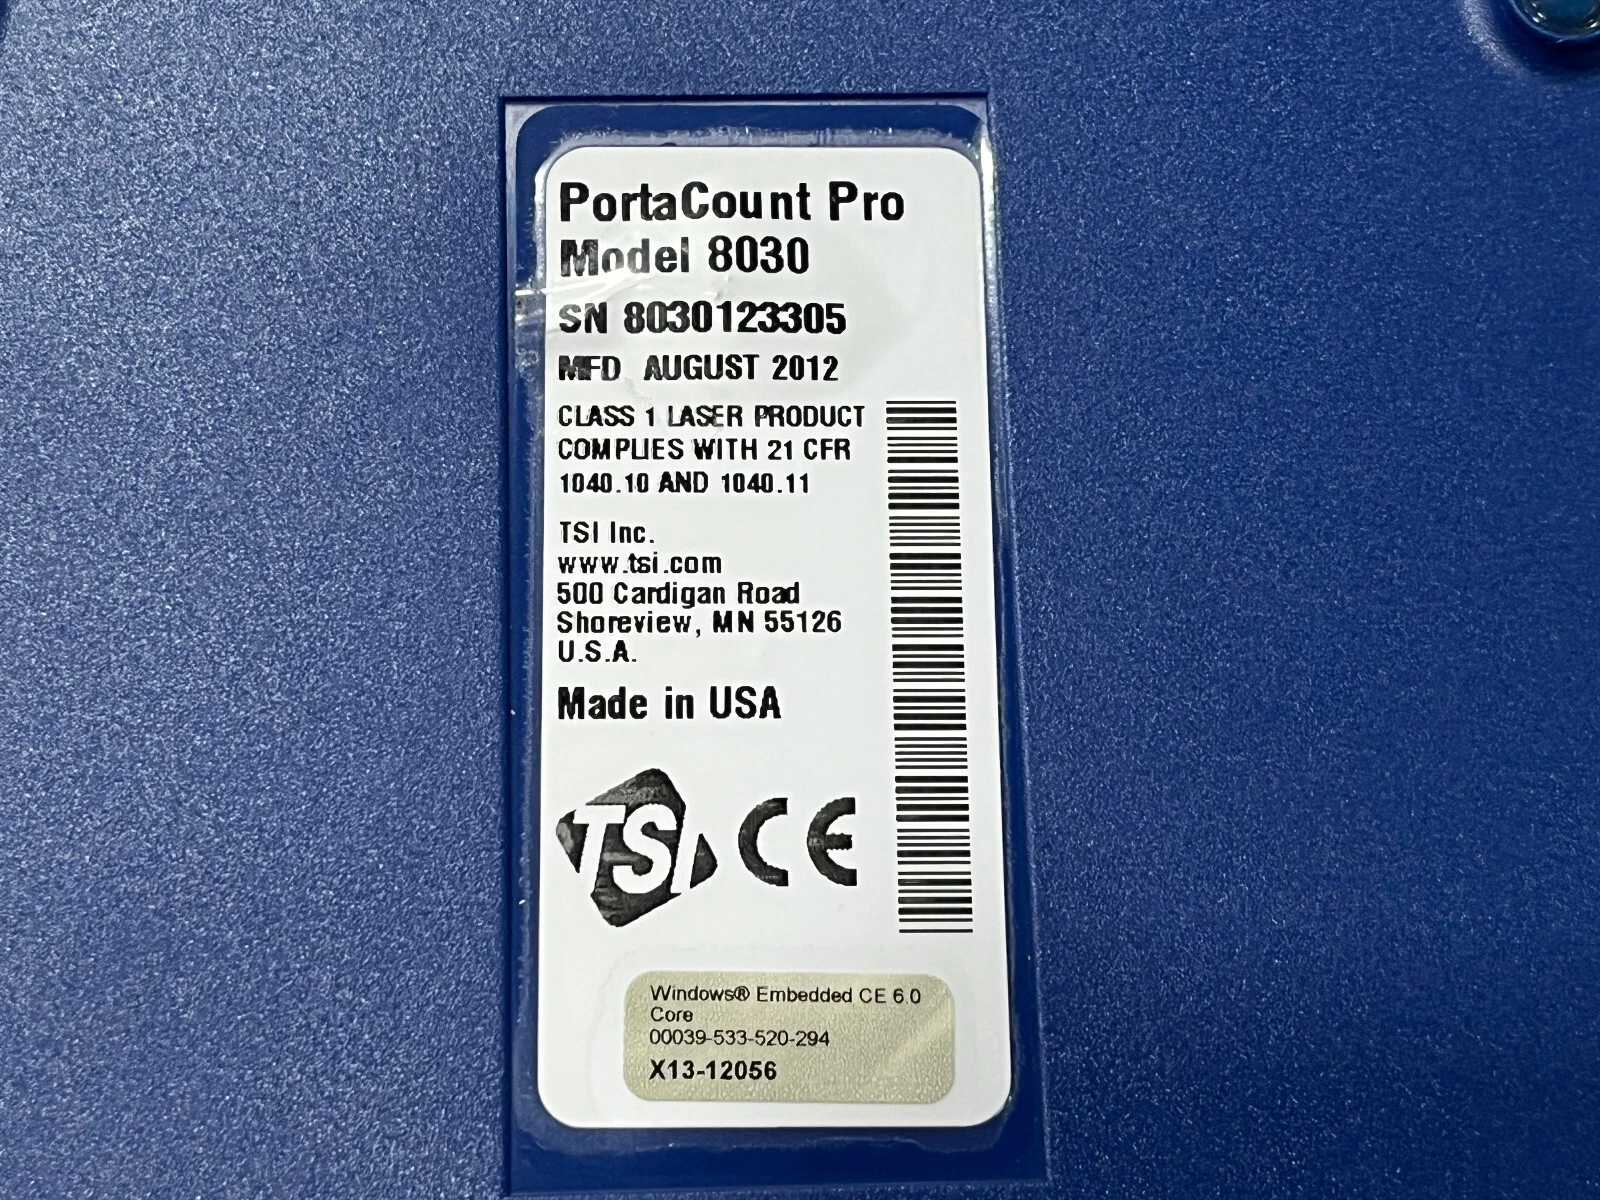 PortaCount Pro
Model 8030
SN 8030123305
MFD AUGUST 2012
CLASS 1 LASER PRODUCT
COMPLIES WITH 21 CFR
1040.10 AND 1040.11
TSI Inc.
www.tsi.com
500 Cardigan Road
Shoreview, MN 55126
U.S.A.
Made in USA
TSI CE
Windows® Embedded CE 6.0
Core
00039-533-520-294
X13-12056